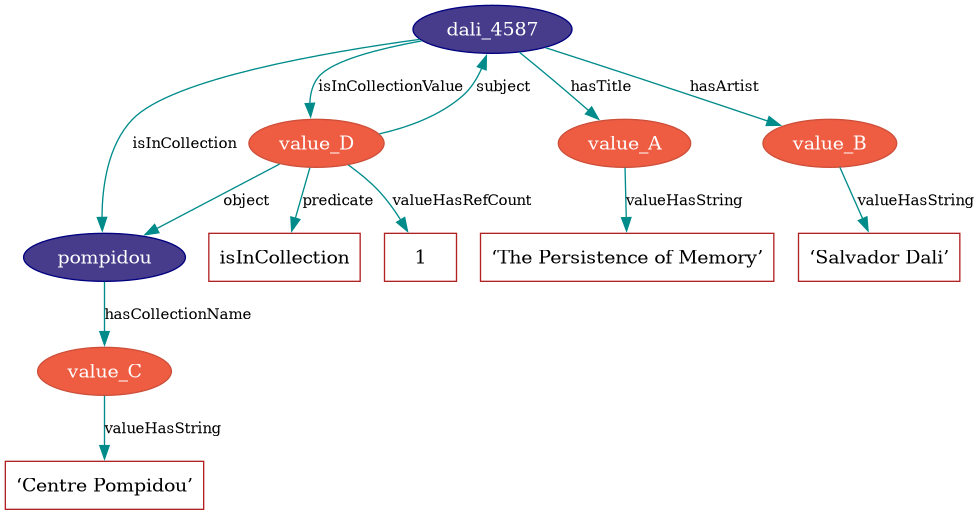 dali_4587
isInCollectionValue
subject
hasTitle
hasArtist
isInCollection
value_D
value_A
value_B
object
predicate
valueHasRefCount
valueHasString
valueHasString
pompidou
isInCollection
1
‘The Persistence of Memory’
‘Salvador Dali’
hasCollectionName
value_C
valueHasString
‘Centre Pompidou’